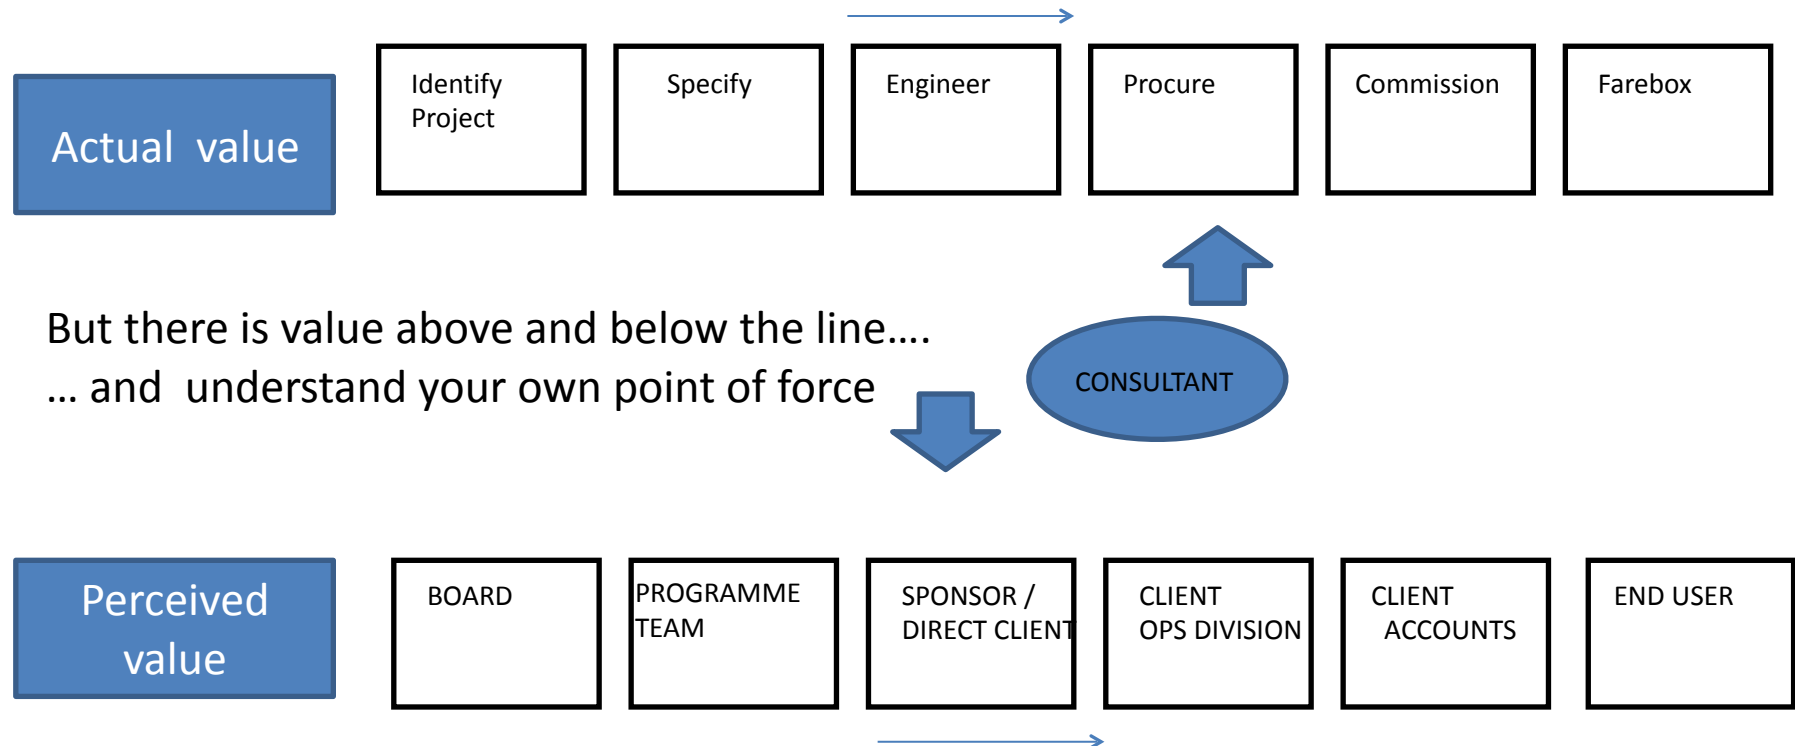 Actual  value
Identify
Project
Specify
Engineer
Procure
Commission
Farebox
But there is value above and below the line....
... and  understand your own point of force
CONSULTANT
Perceived
value
BOARD
PROGRAMME
TEAM
SPONSOR /
DIRECT CLIENT
CLIENT
OPS DIVISION
CLIENT
ACCOUNTS
END USER